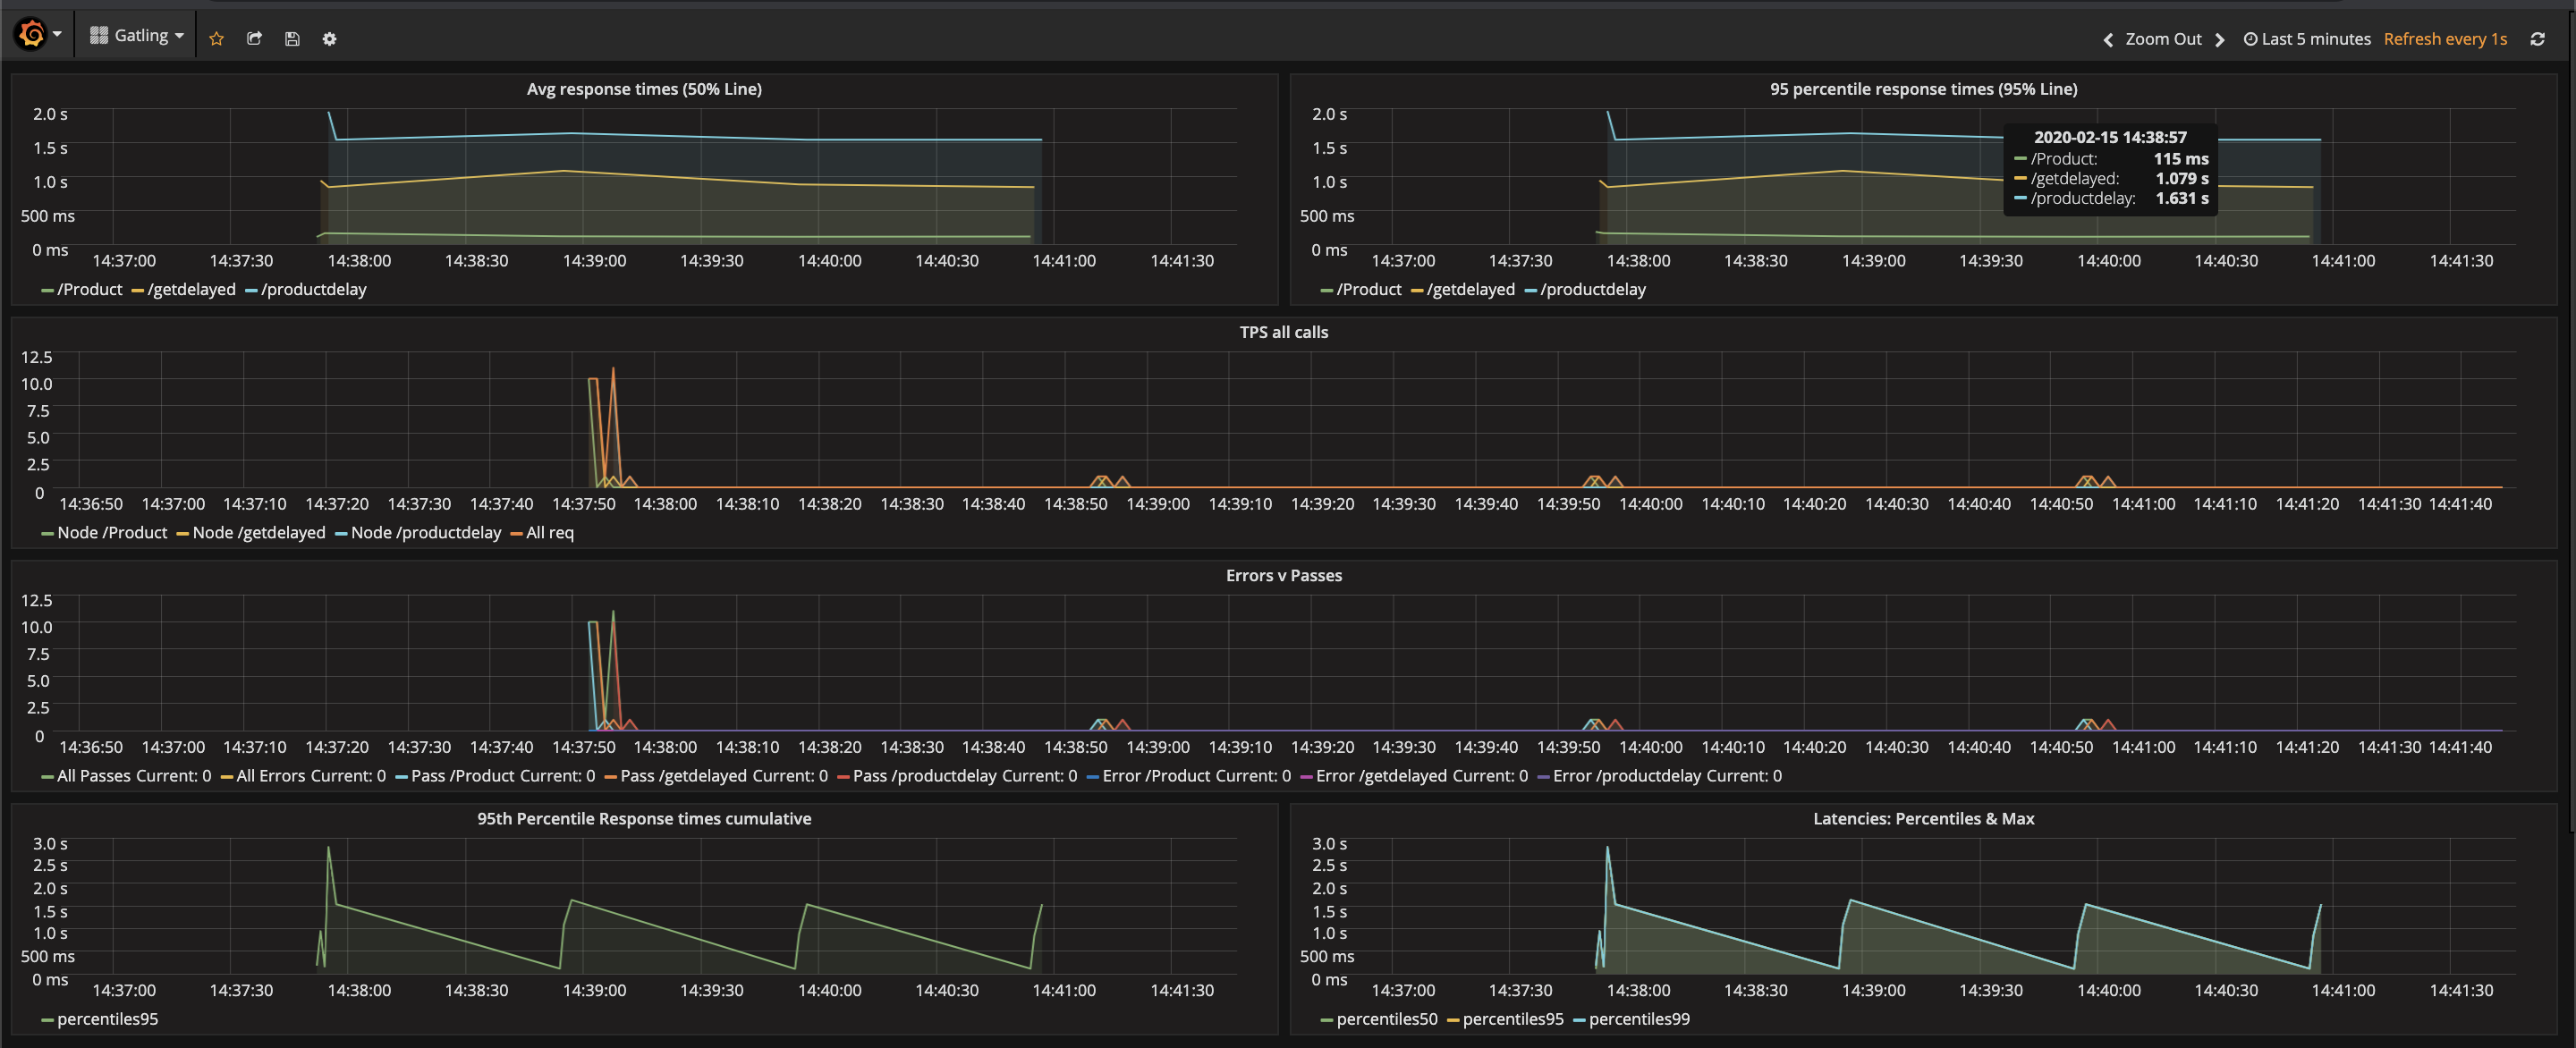 Gatling
Zoom Out
Last 5 minutes
Refresh every 1s
Avg response times (50% Line)
2.0 s
1.5 s
1.0 s
500 ms
0 ms
14:37:00 14:37:30 14:38:00 14:38:30 14:39:00 14:39:30 14:40:00 14:40:30 14:41:00 14:41:30
/Product /getdelayed /productdelay
95 percentile response times (95% Line)
2.0 s
1.5 s
1.0 s
500 ms
0 ms
2020-02-15 14:38:57
/Product: 115 ms
/getdelayed: 1.079 s
/productdelay: 1.631 s
14:37:00 14:37:30 14:38:00 14:38:30 14:39:00 14:39:30 14:40:00 14:40:30 14:41:00 14:41:30
/Product /getdelayed /productdelay
TPS all calls
12.5
10.0
7.5
5.0
2.5
0
14:36:50 14:37:00 14:37:10 14:37:20 14:37:30 14:37:40 14:37:50 14:38:00 14:38:10 14:38:20 14:38:30 14:38:40 14:38:50 14:39:00 14:39:10 14:39:20 14:39:30 14:39:40 14:39:50 14:40:00 14:40:10 14:40:20 14:40:30 14:40:40 14:40:50 14:41:00 14:41:10 14:41:20 14:41:30 14:41:40
Node /Product Node /getdelayed Node /productdelay All req
Errors v Passes
12.5
10.0
7.5
5.0
2.5
0
14:36:50 14:37:00 14:37:10 14:37:20 14:37:30 14:37:40 14:37:50 14:38:00 14:38:10 14:38:20 14:38:30 14:38:40 14:38:50 14:39:00 14:39:10 14:39:20 14:39:30 14:39:40 14:39:50 14:40:00 14:40:10 14:40:20 14:40:30 14:40:40 14:40:50 14:41:00 14:41:10 14:41:20 14:41:30 14:41:40
All Passes Current: 0 All Errors Current: 0 Pass /Product Current: 0 Pass /getdelayed Current: 0 Pass /productdelay Current: 0 Error /Product Current: 0 Error /getdelayed Current: 0 Error /productdelay Current: 0
95th Percentile Response times cumulative
3.0 s
2.5 s
2.0 s
1.5 s
1.0 s
500 ms
0 ms
14:37:00 14:37:30 14:38:00 14:38:30 14:39:00 14:39:30 14:40:00 14:40:30 14:41:00 14:41:30
percentiles95
Latencies: Percentiles & Max
3.0 s
2.5 s
2.0 s
1.5 s
1.0 s
500 ms
0 ms
14:37:00 14:37:30 14:38:00 14:38:30 14:39:00 14:39:30 14:40:00 14:40:30 14:41:00 14:41:30
percentiles50 percentiles95 percentiles99